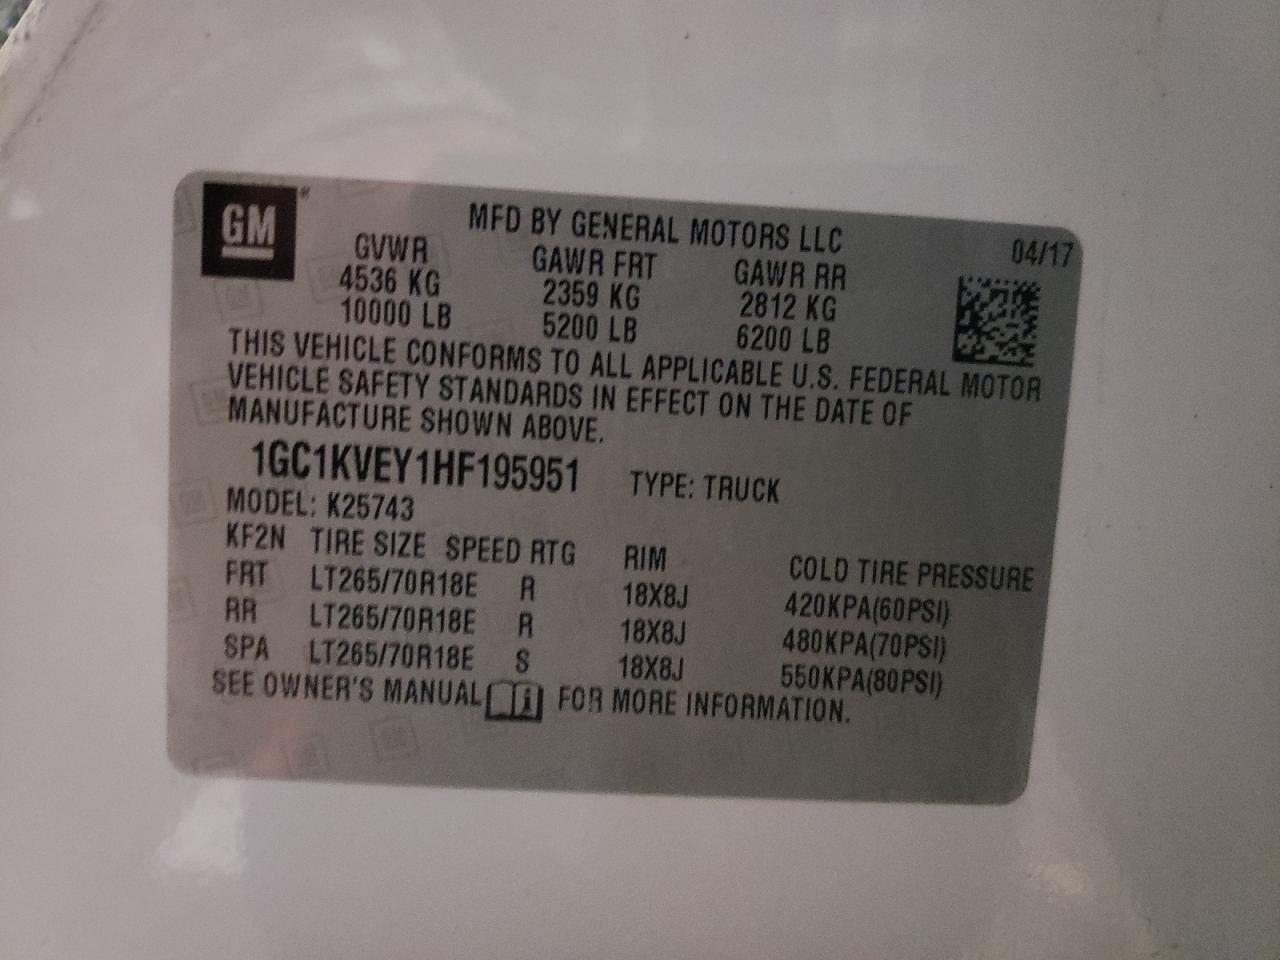 GM
MFD BY GENERAL MOTORS LLC 04/17
GVWR GAWR FRT GAWR RR
4536 KG 2359 KG 2812 KG
10000 LB 5200 LB 6200 LB
THIS VEHICLE CONFORMS TO ALL APPLICABLE U.S. FEDERAL MOTOR
VEHICLE SAFETY STANDARDS IN EFFECT ON THE DATE OF
MANUFACTURE SHOWN ABOVE.
1GC1KVEY1HF195951 TYPE: TRUCK
MODEL: K25743
KF2N TIRE SIZE SPEED RTG RIM COLD TIRE PRESSURE
FRT LT265/70R18E R 18X8J 420KPA(60PSI)
RR LT265/70R18E R 18X8J 480KPA(70PSI)
SPA LT265/70R18E S 18X8J 550KPA(80PSI)
SEE OWNER'S MANUAL FOR MORE INFORMATION.